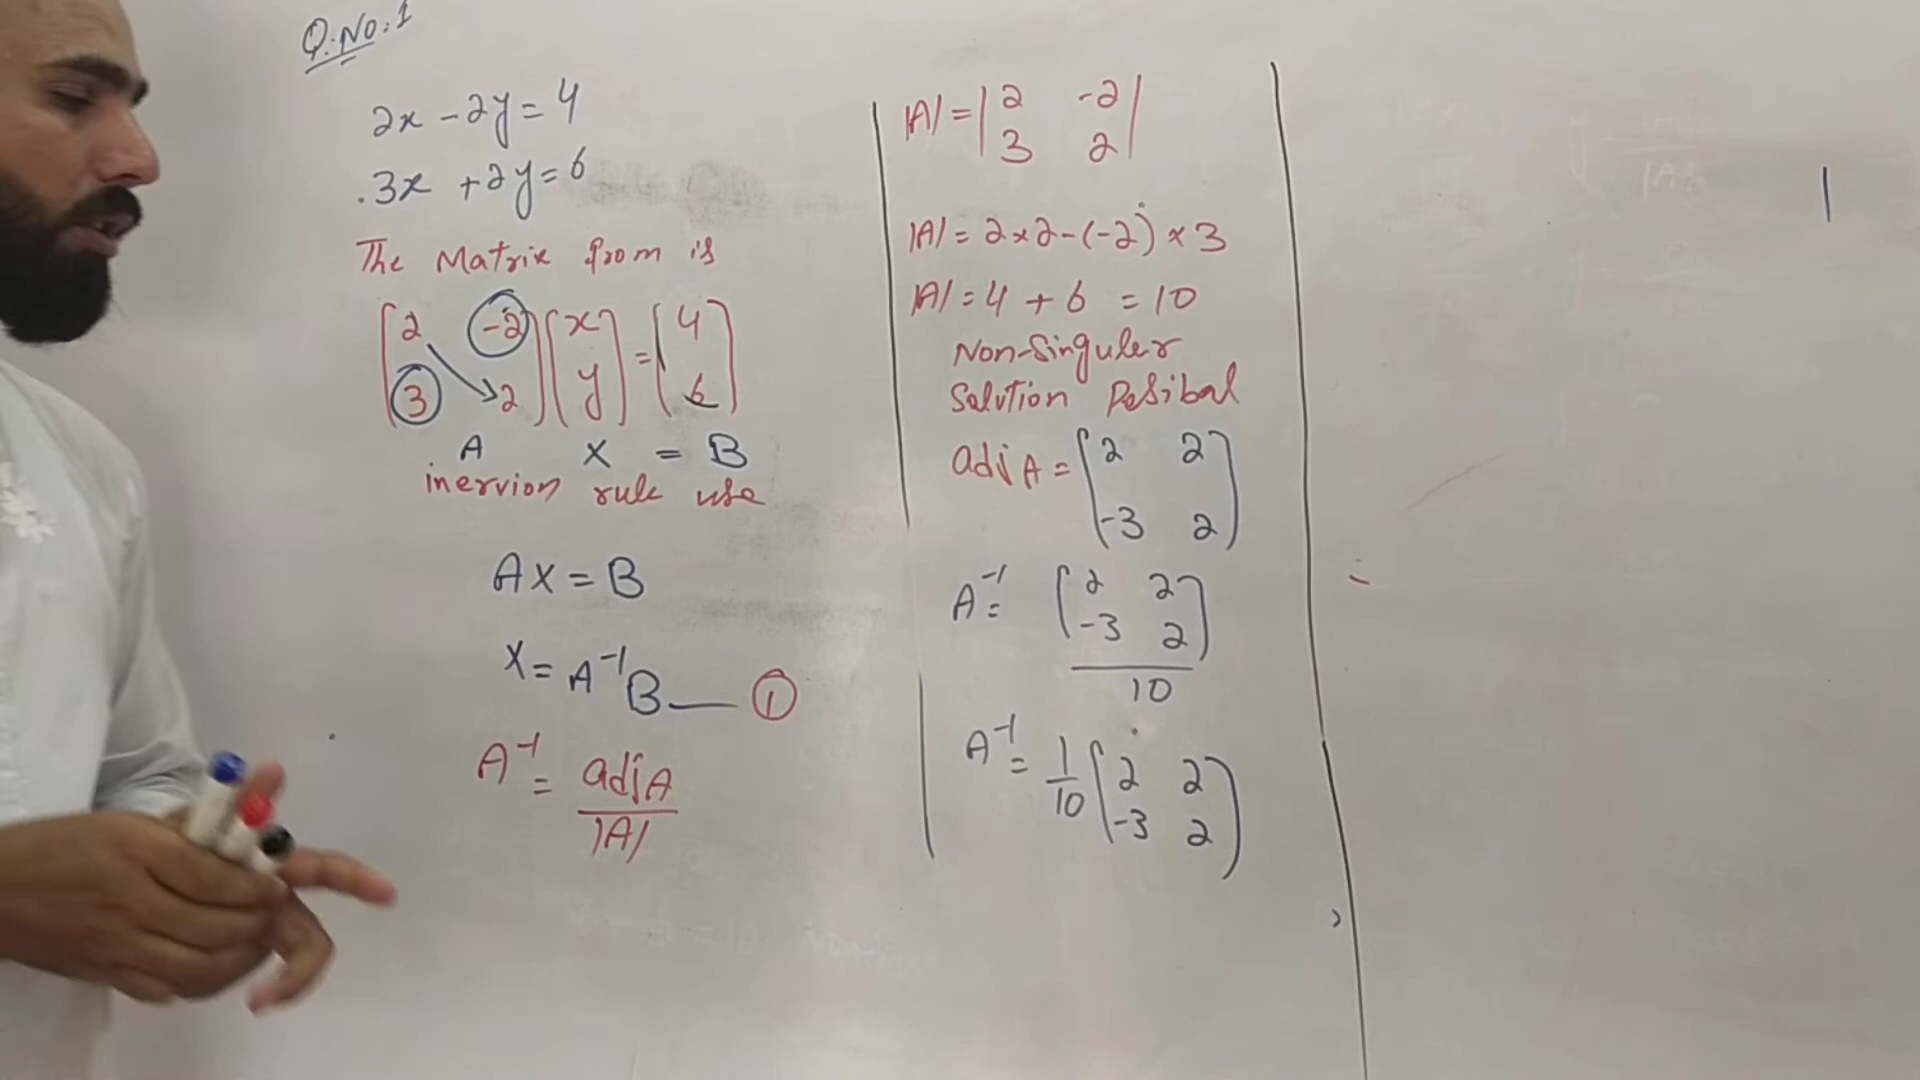 Q.No:1
2x - 2y = 4
.3x + 2y = 6
The Matrix from is
[2 -2] [x] = [4]
[3 2] [y] [6]
A X = B
inervion rule use
AX = B
X = A⁻¹B — ①
A⁻¹ = adjA
|A|
|A| = |2 -2|
|3 2|
|A| = 2×2-(-2)×3
|A| = 4 + 6 = 10
Non-Singuler
Solution Pesibal
adj A = [2 2]
[-3 2]
A⁻¹ = [2 2]
[-3 2]
10
A⁻¹ = 1/10 [2 2]
[-3 2]